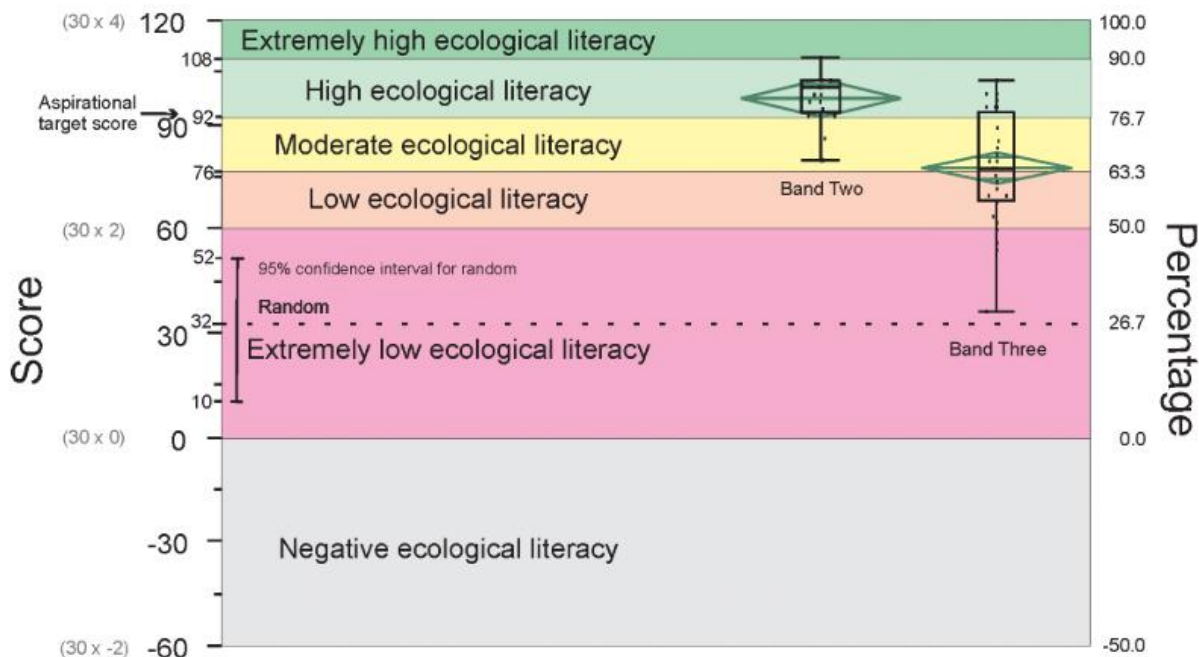 (30 x 4) 120 100.0
Extremely high ecological literacy
108 90.0
High ecological literacy
Aspirational
target score
92 76.7
90
Moderate ecological literacy
76 63.3
Band Two
Low ecological literacy
(30 x 2) 60 50.0
52
95% confidence interval for random
Random
32 26.7
30
Extremely low ecological literacy
Band Three
10
(30 x 0) 0 0.0
-30
Negative ecological literacy
(30 x -2) -60 -50.0
Score
Percentage